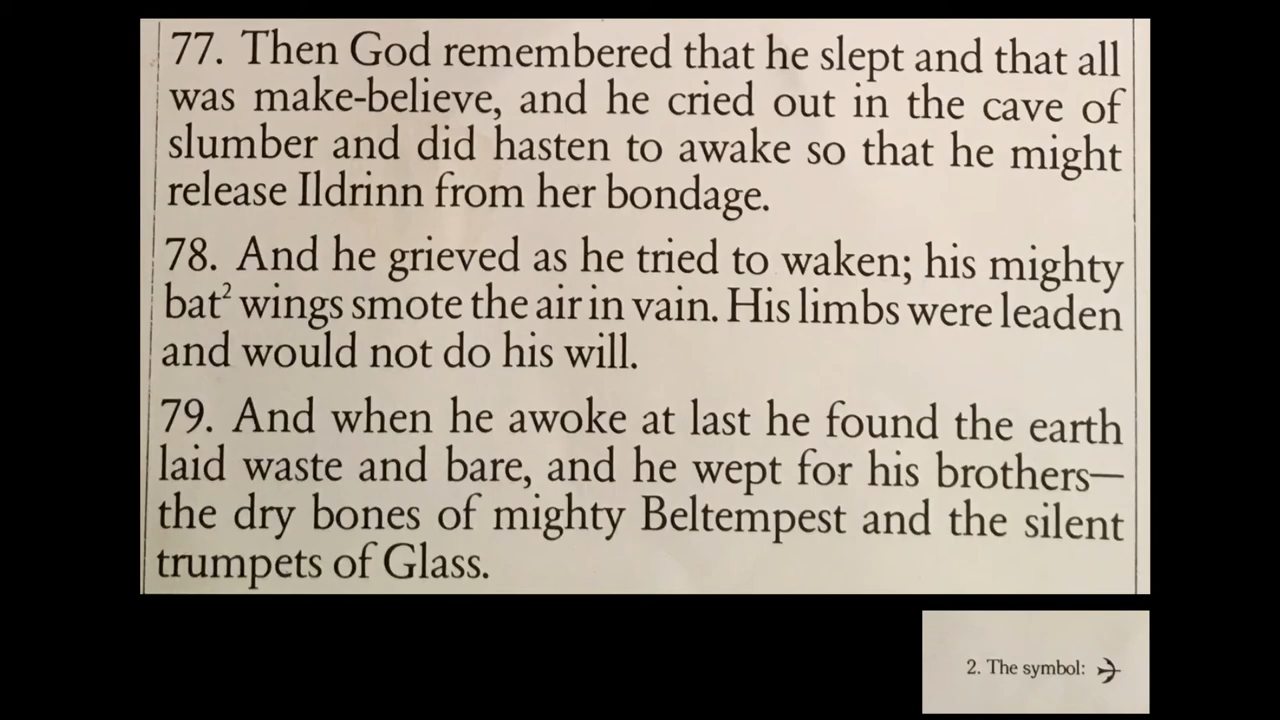 77. Then God remembered that he slept and that all
was make-believe, and he cried out in the cave of
slumber and did hasten to awake so that he might
release Ildrinn from her bondage.
78. And he grieved as he tried to waken; his mighty
bat² wings smote the air in vain. His limbs were leaden
and would not do his will.
79. And when he awoke at last he found the earth
laid waste and bare, and he wept for his brothers—
the dry bones of mighty Beltempest and the silent
trumpets of Glass.
2. The symbol: